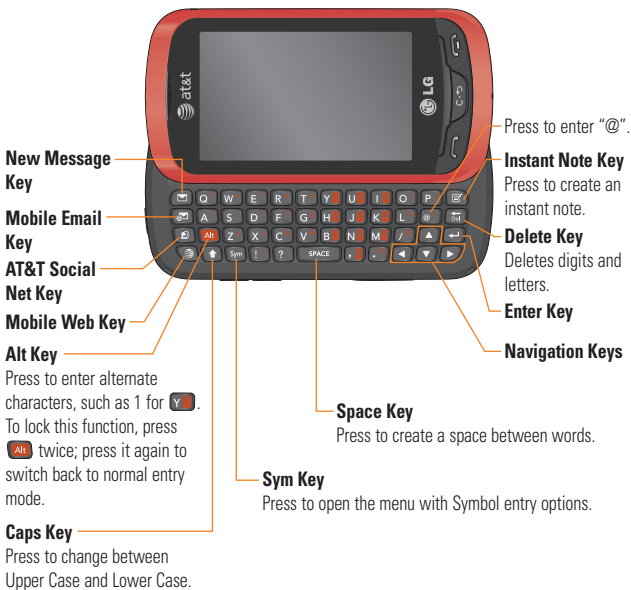 at&t
LG
Press to enter “@”.
New Message
Key
Mobile Email
Key
AT&T Social
Net Key
Mobile Web Key
Alt Key
Press to enter alternate
characters, such as 1 for Y.
To lock this function, press
Alt twice; press it again to
switch back to normal entry
mode.
Caps Key
Press to change between
Upper Case and Lower Case.
Instant Note Key
Press to create an
instant note.
Delete Key
Deletes digits and
letters.
Enter Key
Navigation Keys
Space Key
Press to create a space between words.
Sym Key
Press to open the menu with Symbol entry options.
Q W E R T Y U I O P
A S D F G H J K L @ Del
Alt Z X C V B N M /
Sym ! ? SPACE , .
C